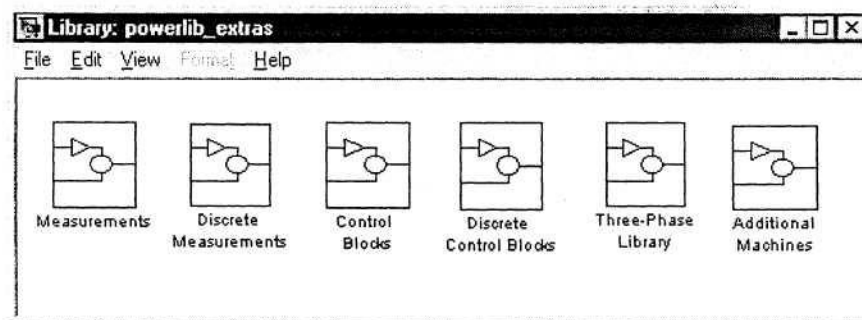 Library: powerlib_extras
File Edit View Format Help
Measurements
Discrete
Measurements
Control
Blocks
Discrete
Control Blocks
Three-Phase
Library
Additional
Machines